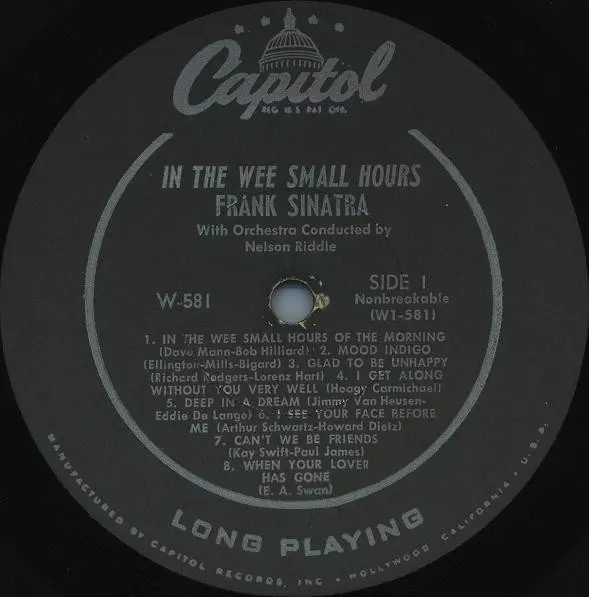 Capitol
REG. U. S. PAT. OFF.
IN THE WEE SMALL HOURS
FRANK SINATRA
With Orchestra Conducted by
Nelson Riddle
W-581
SIDE 1
Nonbreakable
(W1-581)
1. IN THE WEE SMALL HOURS OF THE MORNING
(Dave Mann-Bob Hilliard) 2. MOOD INDIGO
(Ellington-Mills-Bigard) 3. GLAD TO BE UNHAPPY
(Richard Rodgers-Lorenz Hart) 4. I GET ALONG
WITHOUT YOU VERY WELL (Hoagy Carmichael)
5. DEEP IN A DREAM (Jimmy Van Heusen-
Eddie De Lange) 6. I SEE YOUR FACE BEFORE
ME (Arthur Schwartz-Howard Dietz)
7. CAN'T WE BE FRIENDS
(Kay Swift-Paul James)
8. WHEN YOUR LOVER
HAS GONE
(E. A. Swan)
LONG PLAYING
MANUFACTURED BY CAPITOL RECORDS, INC • HOLLYWOOD CALIFORNIA • U.S.A.